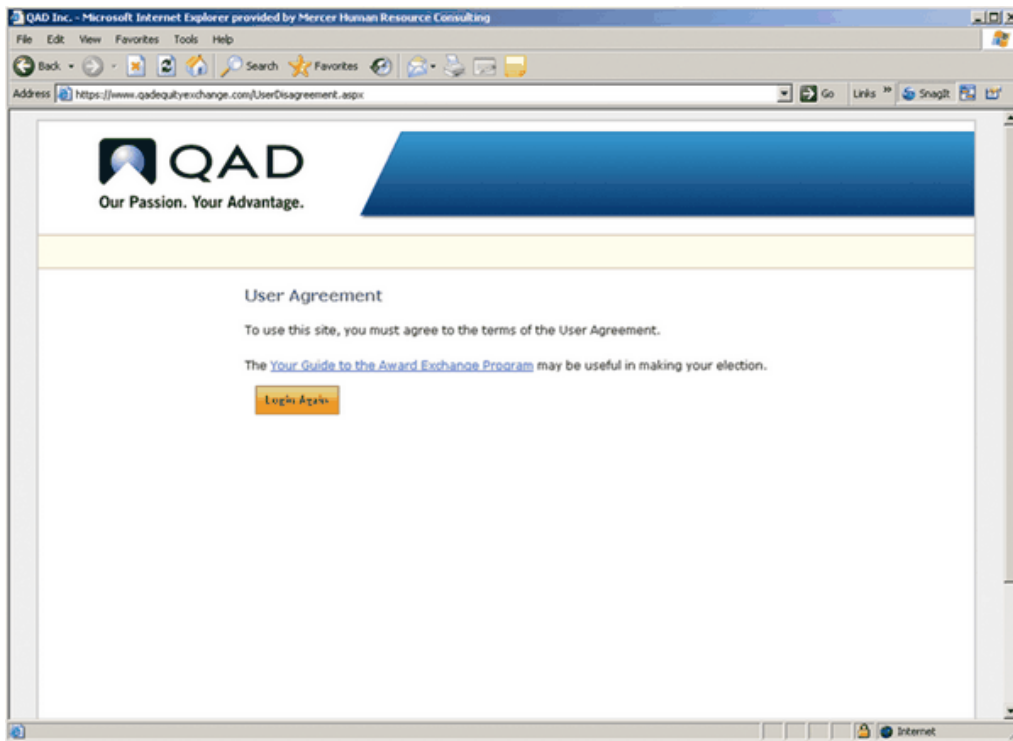 QAD Inc. - Microsoft Internet Explorer provided by Mercer Human Resource Consulting
File Edit View Favorites Tools Help
Back Search Favorites
Address https://www.qadequityexchange.com/UserDisagreement.aspx Go Links » SnagIt
QAD
Our Passion. Your Advantage.
User Agreement
To use this site, you must agree to the terms of the User Agreement.
The Your Guide to the Award Exchange Program may be useful in making your election.
Login Again
Internet